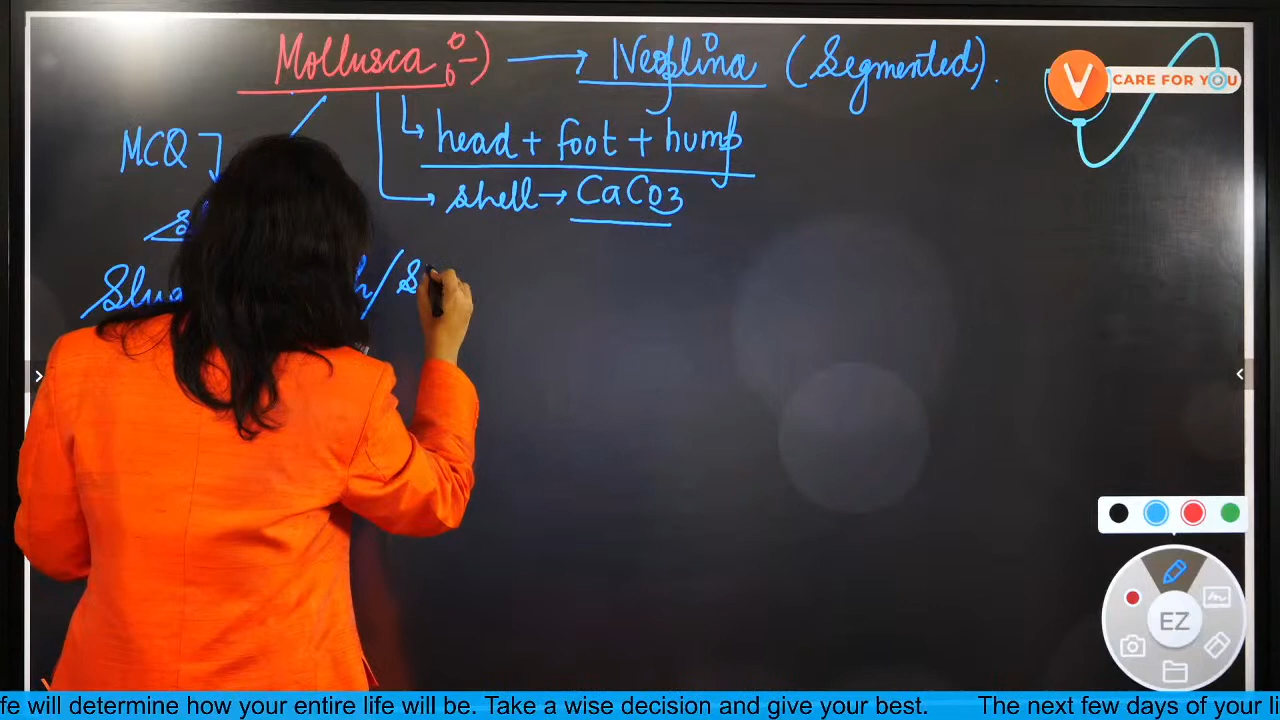 Mollusca :-) → Neoplina (Segmented).
CARE FOR YOU
MCQ
head + foot + hump
shell → CaCO3
EZ
fe will determine how your entire life will be. Take a wise decision and give your best. The next few days of your li